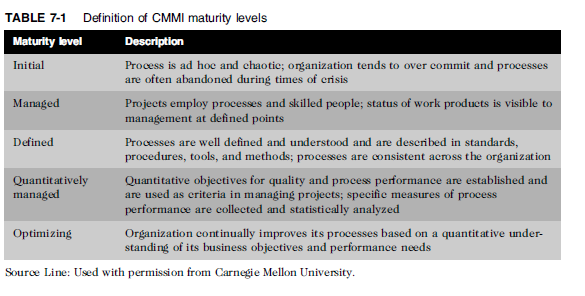 TABLE 7-1 Definition of CMMI maturity levels
Maturity level Description
Initial Process is ad hoc and chaotic; organization tends to over commit and processes
are often abandoned during times of crisis
Managed Projects employ processes and skilled people; status of work products is visible to
management at defined points
Defined Processes are well defined and understood and are described in standards,
procedures, tools, and methods; processes are consistent across the organization
Quantitatively Quantitative objectives for quality and process performance are established and
managed are used as criteria in managing projects; specific measures of process
performance are collected and statistically analyzed
Optimizing Organization continually improves its processes based on a quantitative under-
standing of its business objectives and performance needs
Source Line: Used with permission from Carnegie Mellon University.